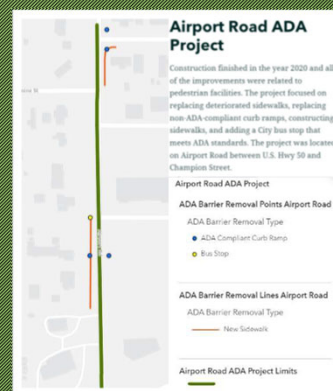 Airport Road ADA
Project
Construction finished in the year 2020 and all
of the improvements were related to
pedestrian facilities. The project focused on
replacing deteriorated sidewalks, replacing
non-ADA-compliant curb ramps, constructing
sidewalks, and adding a City bus stop that
meets ADA standards. The project was located
on Airport Road between U.S. Hwy 50 and
Champion Street.
Airport Road ADA Project
ADA Barrier Removal Points Airport Road
ADA Barrier Removal Type
ADA Compliant Curb Ramp
Bus Stop
ADA Barrier Removal Lines Airport Road
ADA Barrier Removal Type
New Sidewalk
Airport Road ADA Project Limits